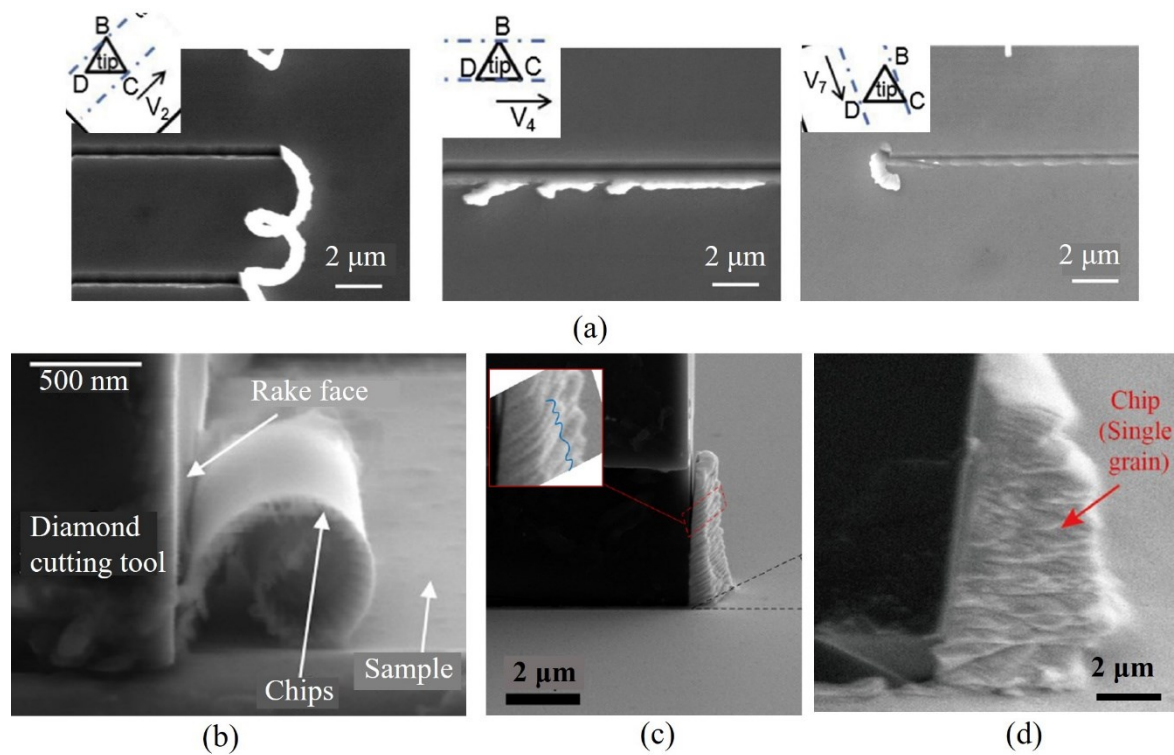 B
tip
D
C
V2
2 μm
B
tip
D
C
V4
2 μm
V7
B
tip
D
C
2 μm
(a)
500 nm
Rake face
Diamond
cutting tool
Chips
Sample
(b)
2 μm
(c)
Chip
(Single
grain)
2 μm
(d)